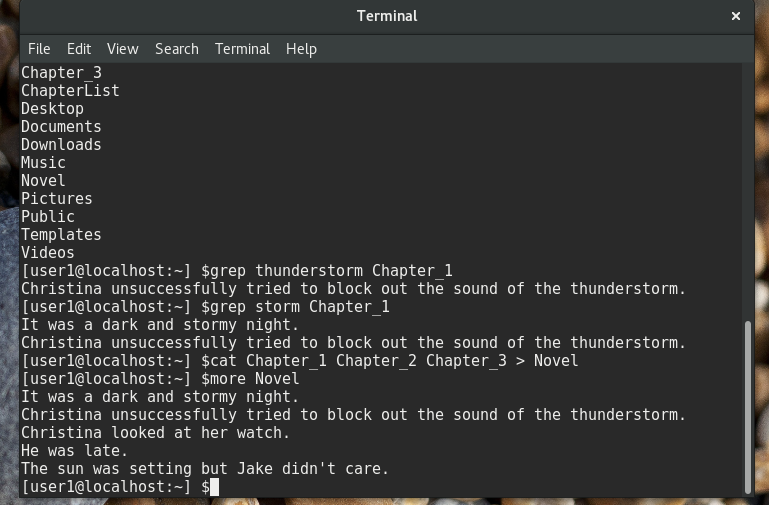 Terminal
×
File Edit View Search Terminal Help
Chapter_3
ChapterList
Desktop
Documents
Downloads
Music
Novel
Pictures
Public
Templates
Videos
[user1@localhost:~] $grep thunderstorm Chapter_1
Christina unsuccessfully tried to block out the sound of the thunderstorm.
[user1@localhost:~] $grep storm Chapter_1
It was a dark and stormy night.
Christina unsuccessfully tried to block out the sound of the thunderstorm.
[user1@localhost:~] $cat Chapter_1 Chapter_2 Chapter_3 > Novel
[user1@localhost:~] $more Novel
It was a dark and stormy night.
Christina unsuccessfully tried to block out the sound of the thunderstorm.
Christina looked at her watch.
He was late.
The sun was setting but Jake didn't care.
[user1@localhost:~] $